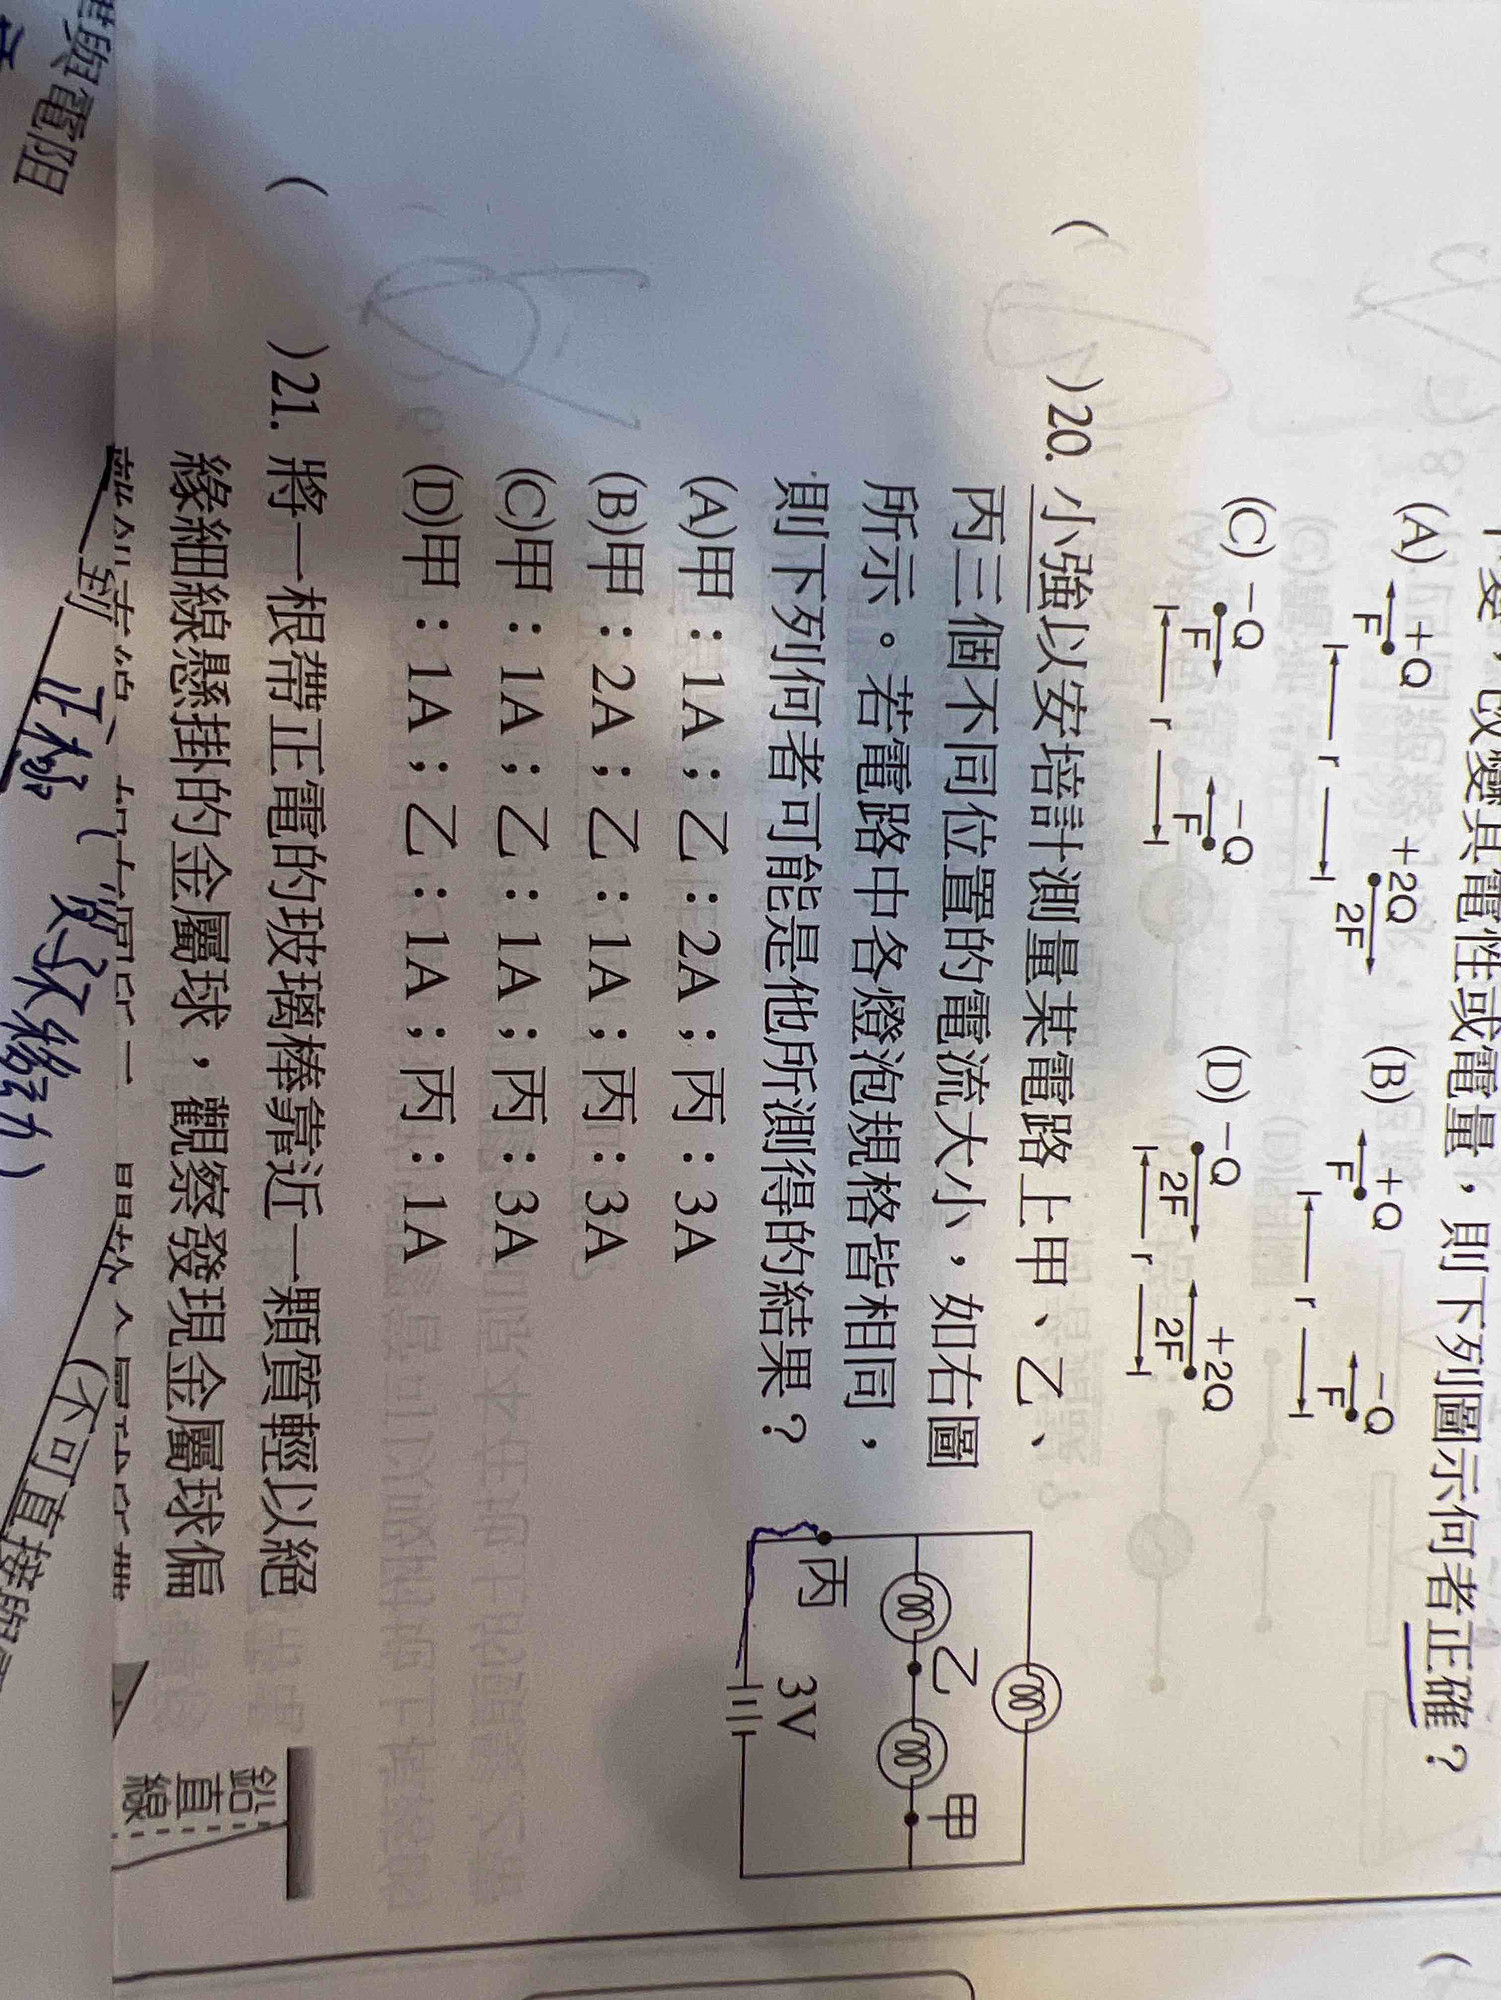 改變其電性或電量，則下列圖示何者正確？
(A) +Q +2Q (B) +Q -Q
F 2F F F
r r
(C) -Q -Q (D) -Q +2Q
F F 2F 2F
r r
( )20. 小強以安培計測量某電路上甲、乙、
丙三個不同位置的電流大小，如右圖
所示。若電路中各燈泡規格皆相同，
則下列何者可能是他所測得的結果？
(A)甲：1A；乙：2A；丙：3A
(B)甲：2A；乙：1A；丙：3A
(C)甲：1A；乙：1A；丙：3A
(D)甲：1A；乙：1A；丙：1A
乙
甲
丙
3V
( )21. 將一根帶正電的玻璃棒靠近一顆質輕以絕
緣細線懸掛的金屬球，觀察發現金屬球偏
鉛直線
與電阻
到 正極
(不可直接與